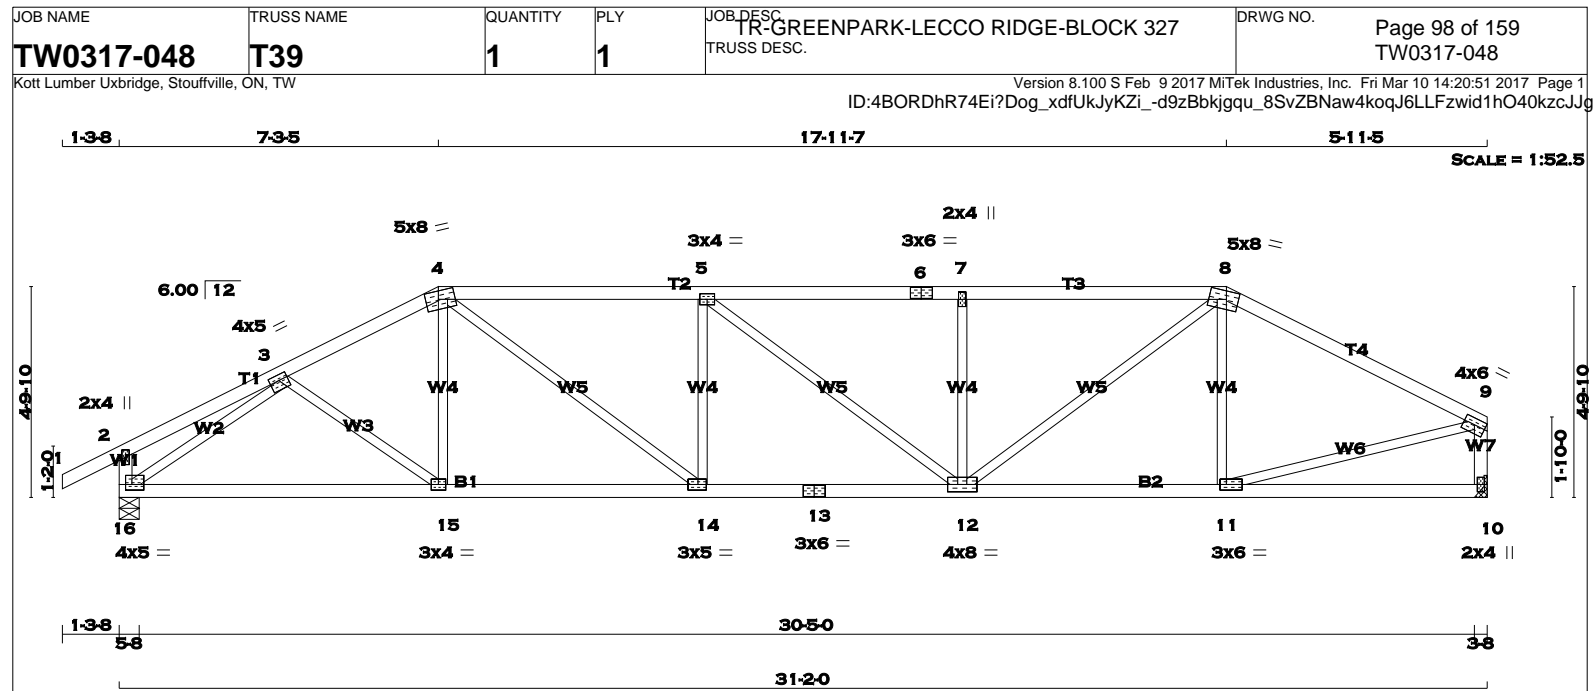 JOB NAME TRUSS NAME QUANTITY PLY JOB DESC. TR-GREENPARK-LECCO RIDGE-BLOCK 327 DRWG NO. Page 98 of 159
TW0317-048 T39 1 1 TRUSS DESC. TW0317-048
Kott Lumber Uxbridge, Stouffville, ON, TW Version 8.100 S Feb 9 2017 MiTek Industries, Inc. Fri Mar 10 14:20:51 2017 Page 1
ID:4BORDhR74Ei?Dog_xdfUkJyKZi_-d9zBbkjgqu_8SvZBNaw4koqJ6LLFzwid1hO40kzcJJg
1-3-8 7-3-5 17-11-7 5-11-5
SCALE = 1:52.5
2x4 ||
5x8 = 3x4 = 3x6 = 5x8 =
4 5 6 7 8
6.00 12 T2 T3
4x5 =
3
T1 T4
4x6 =
9
4-9-10 W4 W5 W4 W5 W4 W5 W4 4-9-10
2x4 ||
2 W2 W3 W6 W7
1 W1
1-2-0 B1 B2 1-10-0
16 15 14 13 12 11 10
4x5 = 3x4 = 3x5 = 3x6 = 4x8 = 3x6 = 2x4 ||
1-3-8 30-5-0
5-8 3-8
31-2-0